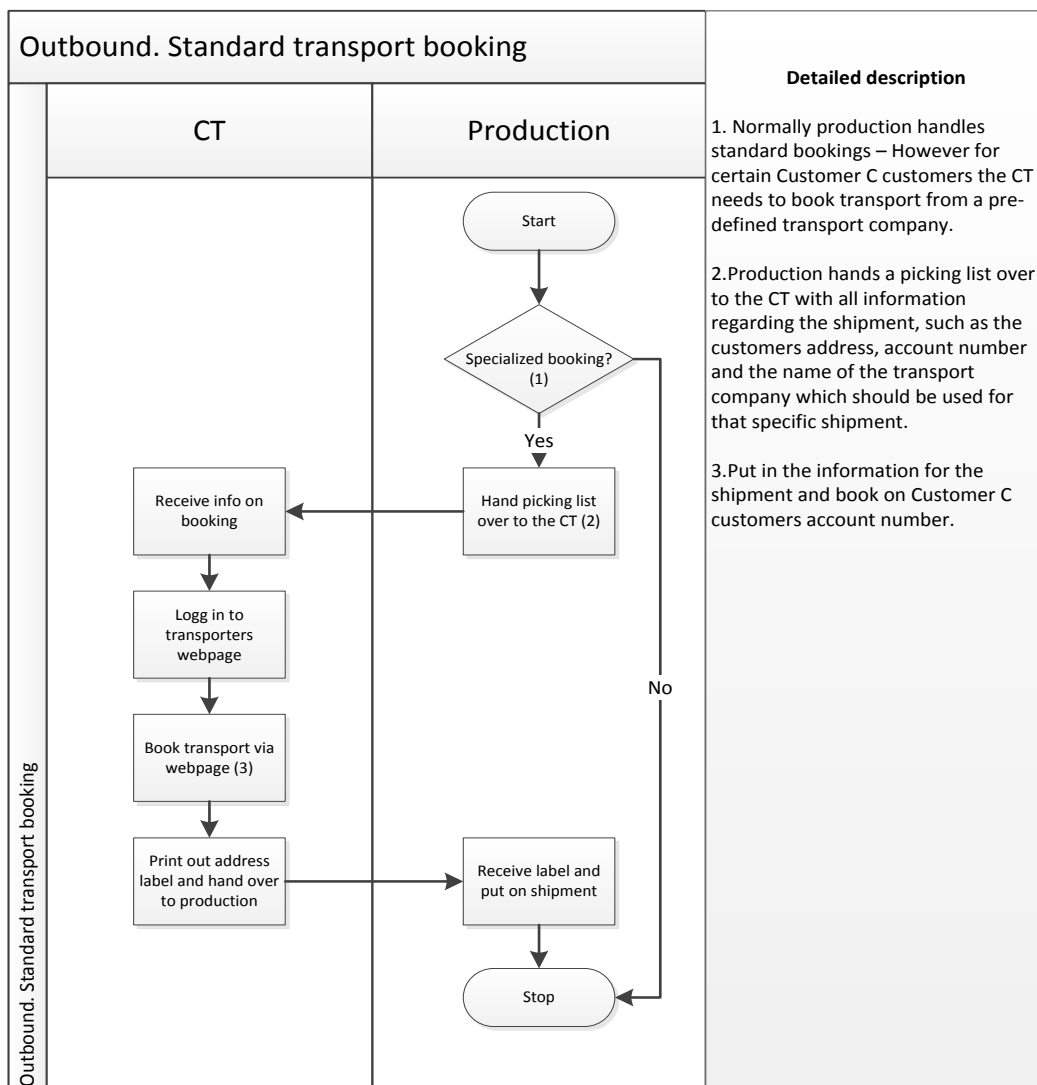 Outbound. Standard transport booking
Outbound. Standard transport booking
CT
Production
Start
Specialized booking?
(1)
Yes
No
Hand picking list
over to the CT (2)
Receive info on
booking
Logg in to
transporters
webpage
Book transport via
webpage (3)
Print out address
label and hand over
to production
Receive label and
put on shipment
Stop
Detailed description
1. Normally production handles
standard bookings – However for
certain Customer C customers the CT
needs to book transport from a pre-
defined transport company.
2.Production hands a picking list over
to the CT with all information
regarding the shipment, such as the
customers address, account number
and the name of the transport
company which should be used for
that specific shipment.
3.Put in the information for the
shipment and book on Customer C
customers account number.